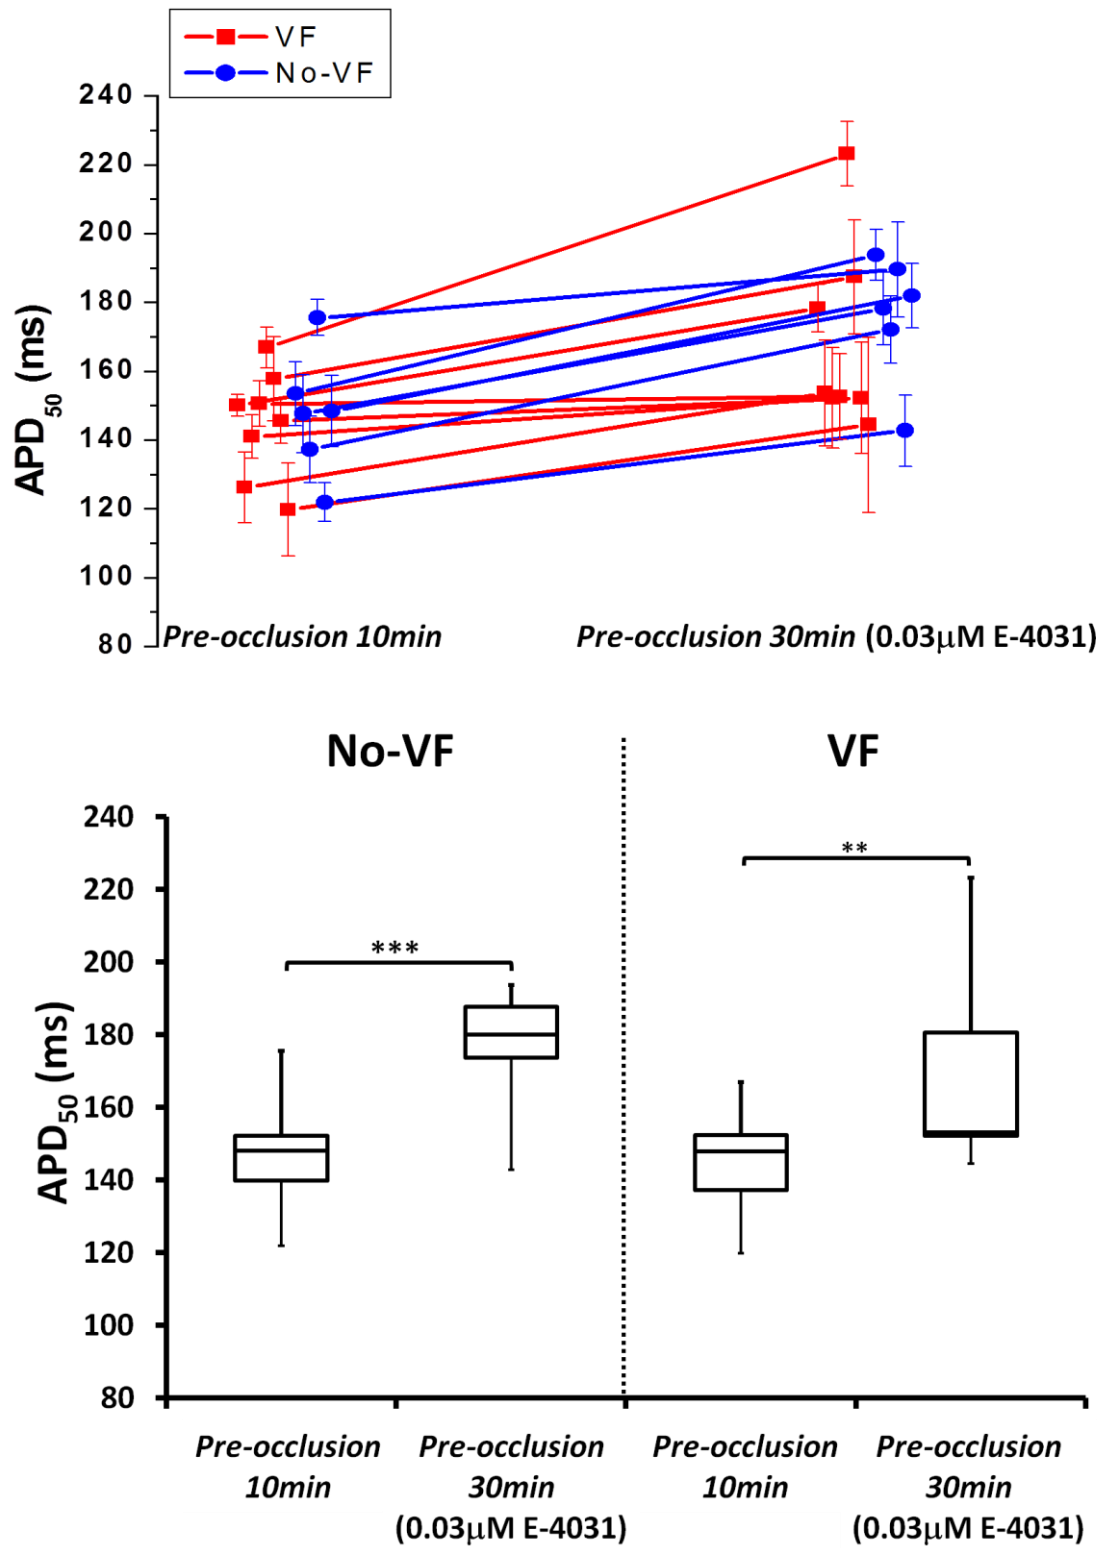 VF
No-VF
240
220
200
180
160
140
120
100
80
APD50 (ms)
Pre-occlusion 10min
Pre-occlusion 30min (0.03μM E-4031)
No-VF
VF
240
220
200
180
160
140
120
100
80
APD50 (ms)
***
**
Pre-occlusion
10min
Pre-occlusion
30min
(0.03μM E-4031)
Pre-occlusion
10min
Pre-occlusion
30min
(0.03μM E-4031)